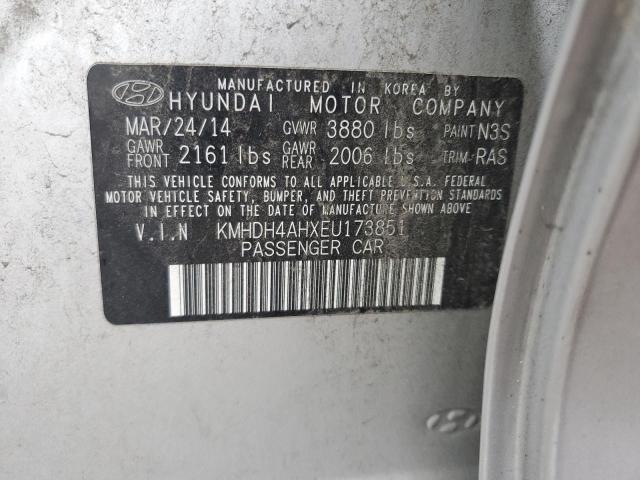 MANUFACTURED IN KOREA BY
HYUNDAI MOTOR COMPANY
MAR/24/14 GVWR 3880 lbs PAINT N3S
GAWR FRONT 2161 lbs GAWR REAR 2006 lbs TRIM RAS
THIS VEHICLE CONFORMS TO ALL APPLICABLE U.S.A. FEDERAL
MOTOR VEHICLE SAFETY, BUMPER, AND THEFT PREVENTION STANDARDS
IN EFFECT ON THE DATE OF MANUFACTURE SHOWN ABOVE
V.I.N KMHDH4AHXEU173851
PASSENGER CAR